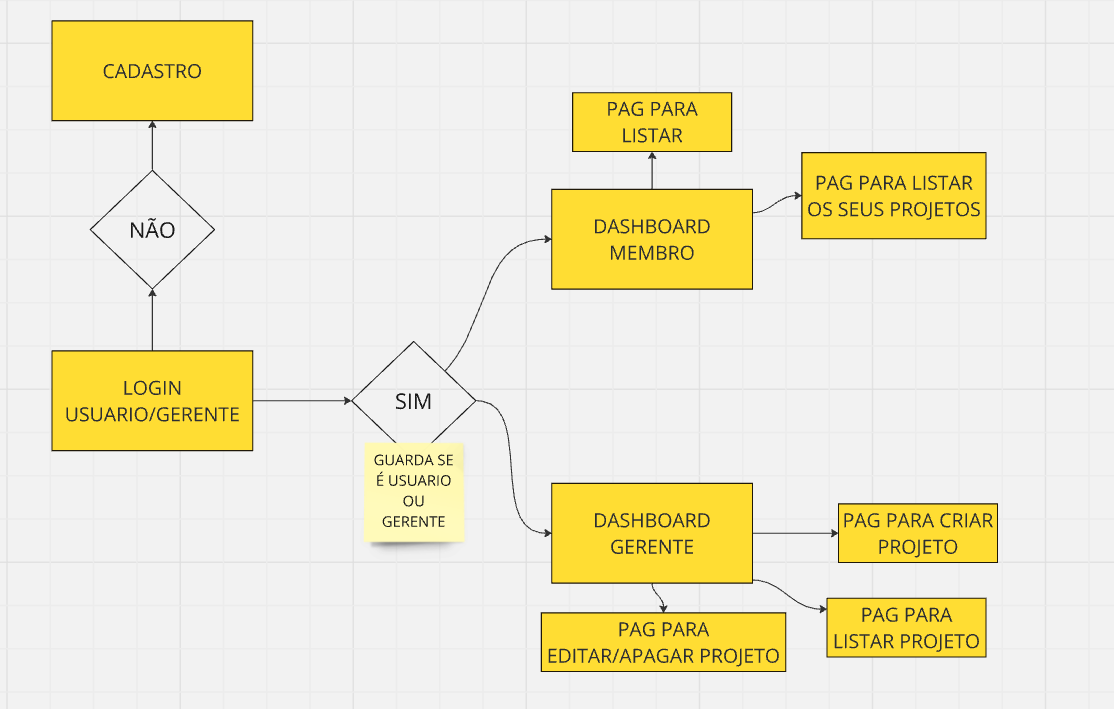 CADASTRO
NÃO
LOGIN
USUARIO/GERENTE
SIM
GUARDA SE
É USUARIO
OU
GERENTE
PAG PARA
LISTAR
DASHBOARD
MEMBRO
PAG PARA LISTAR
OS SEUS PROJETOS
DASHBOARD
GERENTE
PAG PARA CRIAR
PROJETO
PAG PARA
LISTAR PROJETO
PAG PARA
EDITAR/APAGAR PROJETO